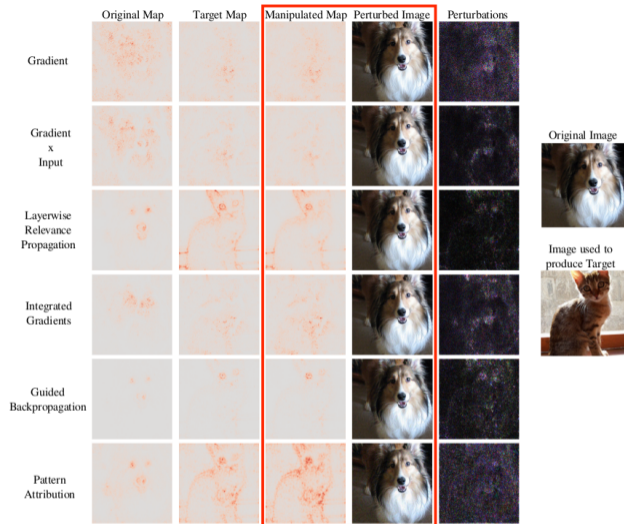 Original Map Target Map Manipulated Map Perturbed Image Perturbations
Gradient
Gradient
x
Input
Layerwise
Relevance
Propagation
Integrated
Gradients
Guided
Backpropagation
Pattern
Attribution
Original Image
Image used to
produce Target